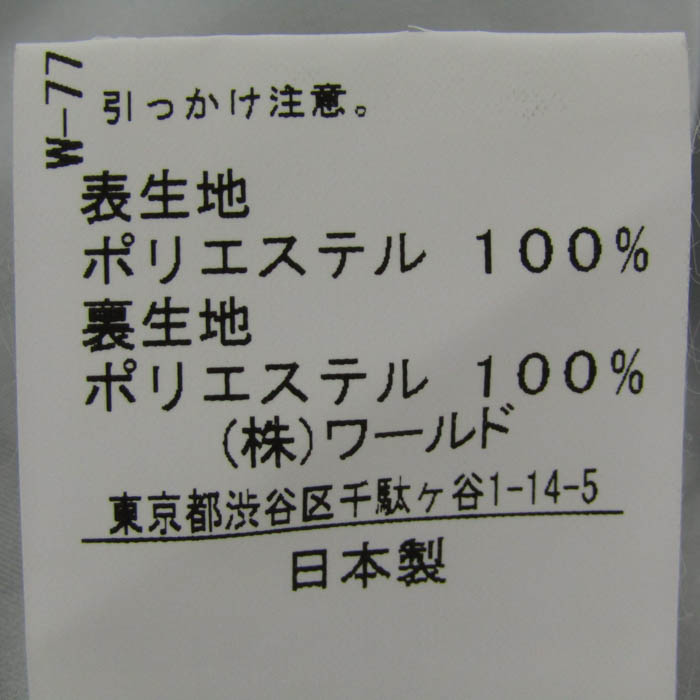 W-77
引っかけ注意。
表生地
ポリエステル 100%
裏生地
ポリエステル 100%
(株)ワールド
東京都渋谷区千駄ヶ谷1-14-5
日本製